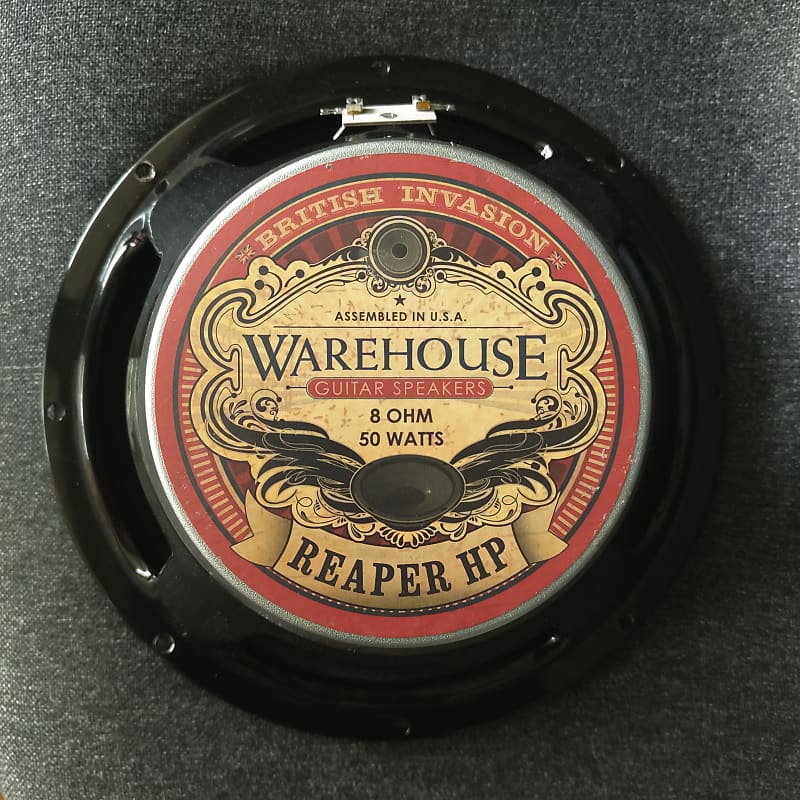 BRITISH INVASION
ASSEMBLED IN U.S.A.
WAREHOUSE
GUITAR SPEAKERS
8 OHM
50 WATTS
REAPER HP